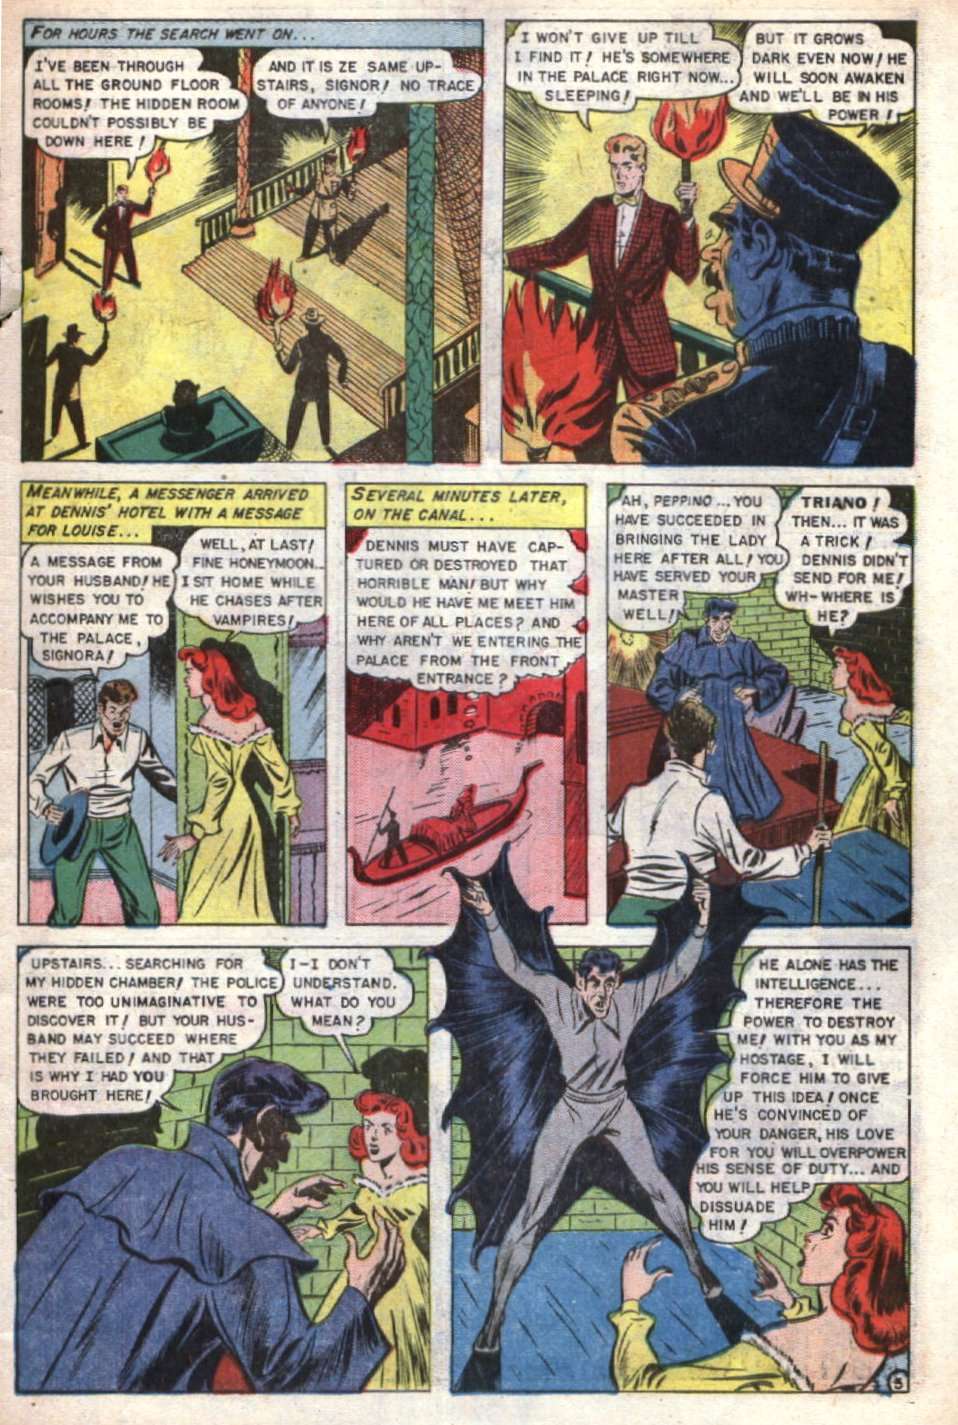 FOR HOURS THE SEARCH WENT ON...
I'VE BEEN THROUGH
ALL THE GROUND FLOOR
ROOMS! THE HIDDEN ROOM
COULDN'T POSSIBLY BE
DOWN HERE!
AND IT IS ZE SAME UP-
STAIRS, SIGNOR! NO TRACE
OF ANYONE!
I WON'T GIVE UP TILL
I FIND IT! HE'S SOMEWHERE
IN THE PALACE RIGHT NOW...
SLEEPING!
BUT IT GROWS
DARK EVEN NOW! HE
WILL SOON AWAKEN
AND WE'LL BE IN HIS
POWER!
MEANWHILE, A MESSENGER ARRIVED
AT DENNIS' HOTEL WITH A MESSAGE
FOR LOUISE...
A MESSAGE FROM
YOUR HUSBAND! HE
WISHES YOU TO
ACCOMPANY ME TO
THE PALACE,
SIGNORA!
WELL, AT LAST!
FINE HONEYMOON...
I SIT HOME WHILE
HE CHASES AFTER
VAMPIRES!
SEVERAL MINUTES LATER,
ON THE CANAL...
DENNIS MUST HAVE CAP-
TURED OR DESTROYED THAT
HORRIBLE MAN! BUT WHY
WOULD HE HAVE ME MEET HIM
HERE OF ALL PLACES? AND
WHY AREN'T WE ENTERING THE
PALACE FROM THE FRONT
ENTRANCE?
AH, PEPPINO... YOU
HAVE SUCCEEDED IN
BRINGING THE LADY
HERE AFTER ALL! YOU
HAVE SERVED YOUR
MASTER
WELL!
TRIANO!
THEN... IT WAS
A TRICK!
DENNIS DIDN'T
SEND FOR ME!
WH-WHERE IS
HE?
UPSTAIRS... SEARCHING FOR
MY HIDDEN CHAMBER! THE POLICE
WERE TOO UNIMAGINATIVE TO
DISCOVER IT! BUT YOUR HUS-
BAND MAY SUCCEED WHERE
THEY FAILED! AND THAT
IS WHY I HAD YOU
BROUGHT HERE!
I-I DON'T
UNDERSTAND.
WHAT DO YOU
MEAN?
HE ALONE HAS THE
INTELLIGENCE...
THEREFORE THE
POWER TO DESTROY
ME! WITH YOU AS MY
HOSTAGE, I WILL
FORCE HIM TO GIVE
UP THIS IDEA! ONCE
HE'S CONVINCED OF
YOUR DANGER, HIS LOVE
FOR YOU WILL OVERPOWER
HIS SENSE OF DUTY... AND
YOU WILL HELP
DISSUADE
HIM!
5